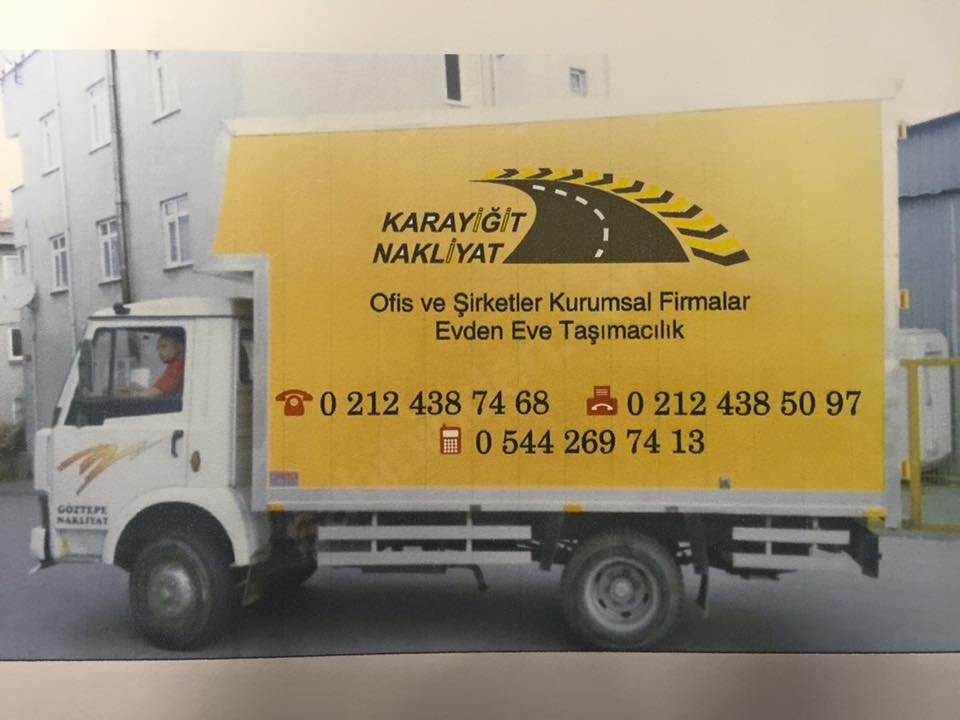 KARAYİĞİT
NAKLİYAT
Ofis ve Şirketler Kurumsal Firmalar
Evden Eve Taşımacılık
0 212 438 74 68
0 212 438 50 97
0 544 269 74 13
GÖZTEPE
NAKLİYAT